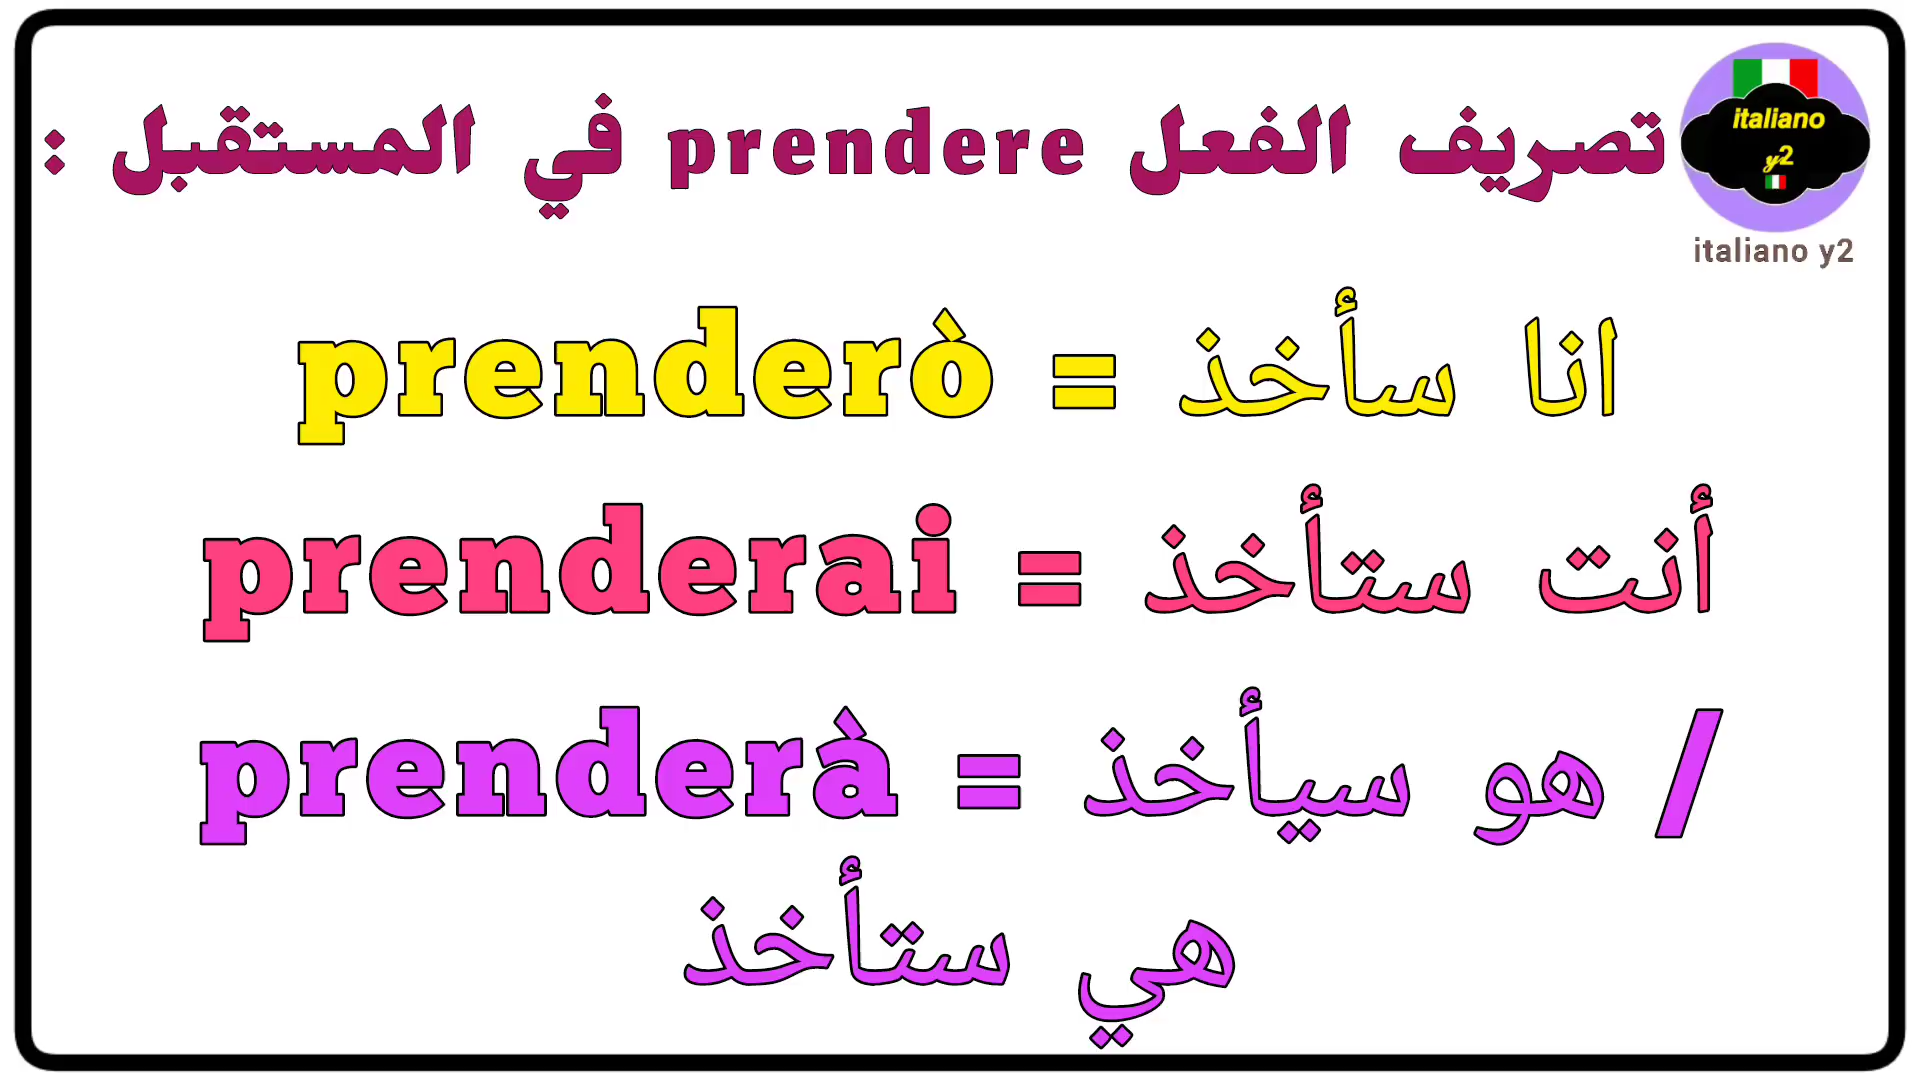 تصريف الفعل prendere في المستقبل :
italiano
y2
italiano y2
prenderò = انا سأخذ
prenderai = أنت ستأخذ
prenderà = هو سيأخذ /
هي ستأخذ